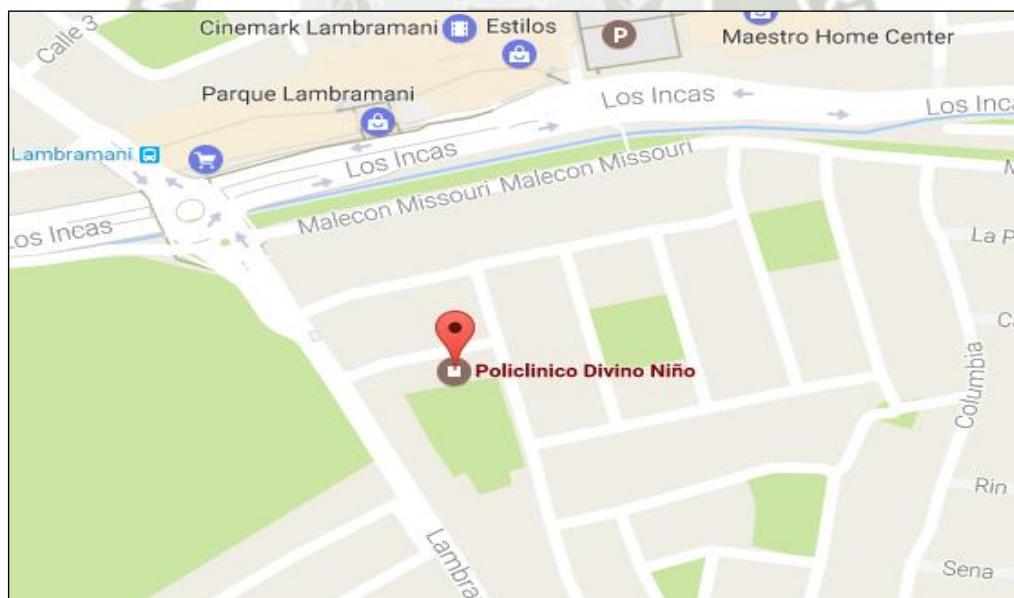 Calle 3
Cinemark Lambramani
Estilos
P
Maestro Home Center
Parque Lambramani
Los Incas
Los Inca
Lambramani
Los Incas
Malecon Missouri
Malecon Missouri
M
Los Incas
La P
C
Policlinico Divino Niño
Columbia
Rin
Lambra
Sena